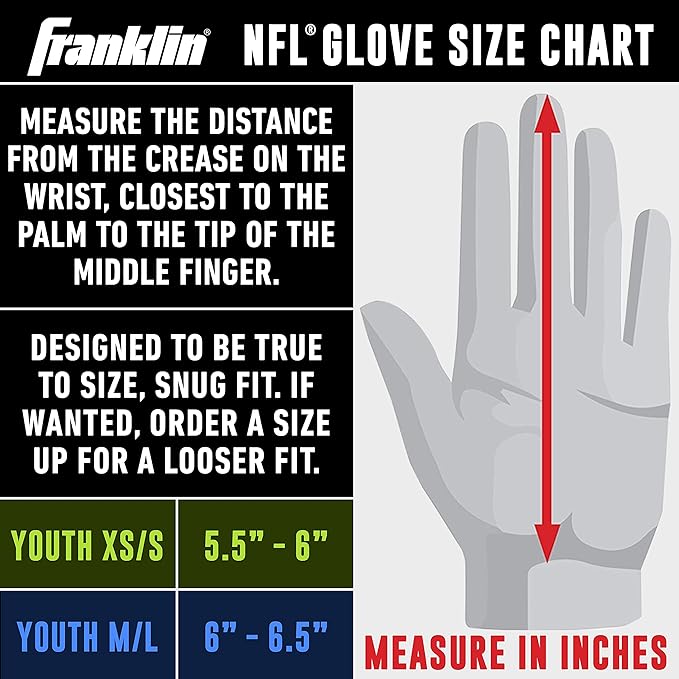 Franklin® NFL® GLOVE SIZE CHART
MEASURE THE DISTANCE
FROM THE CREASE ON THE
WRIST, CLOSEST TO THE
PALM TO THE TIP OF THE
MIDDLE FINGER.
DESIGNED TO BE TRUE
TO SIZE, SNUG FIT. IF
WANTED, ORDER A SIZE
UP FOR A LOOSER FIT.
YOUTH XS/S 5.5” - 6”
YOUTH M/L 6” - 6.5”
MEASURE IN INCHES